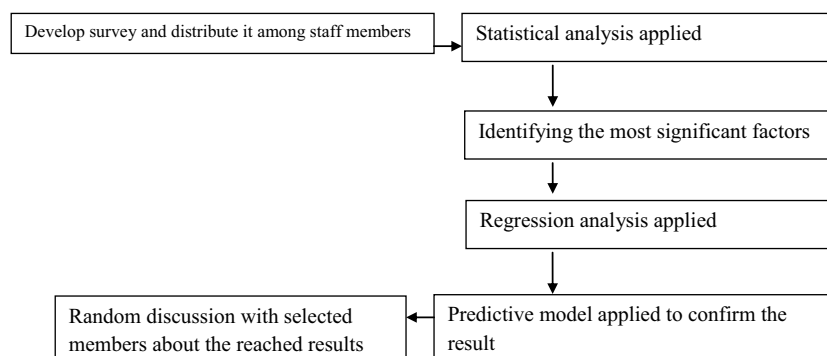 Develop survey and distribute it among staff members
Statistical analysis applied
Identifying the most significant factors
Regression analysis applied
Predictive model applied to confirm the
result
Random discussion with selected
members about the reached results